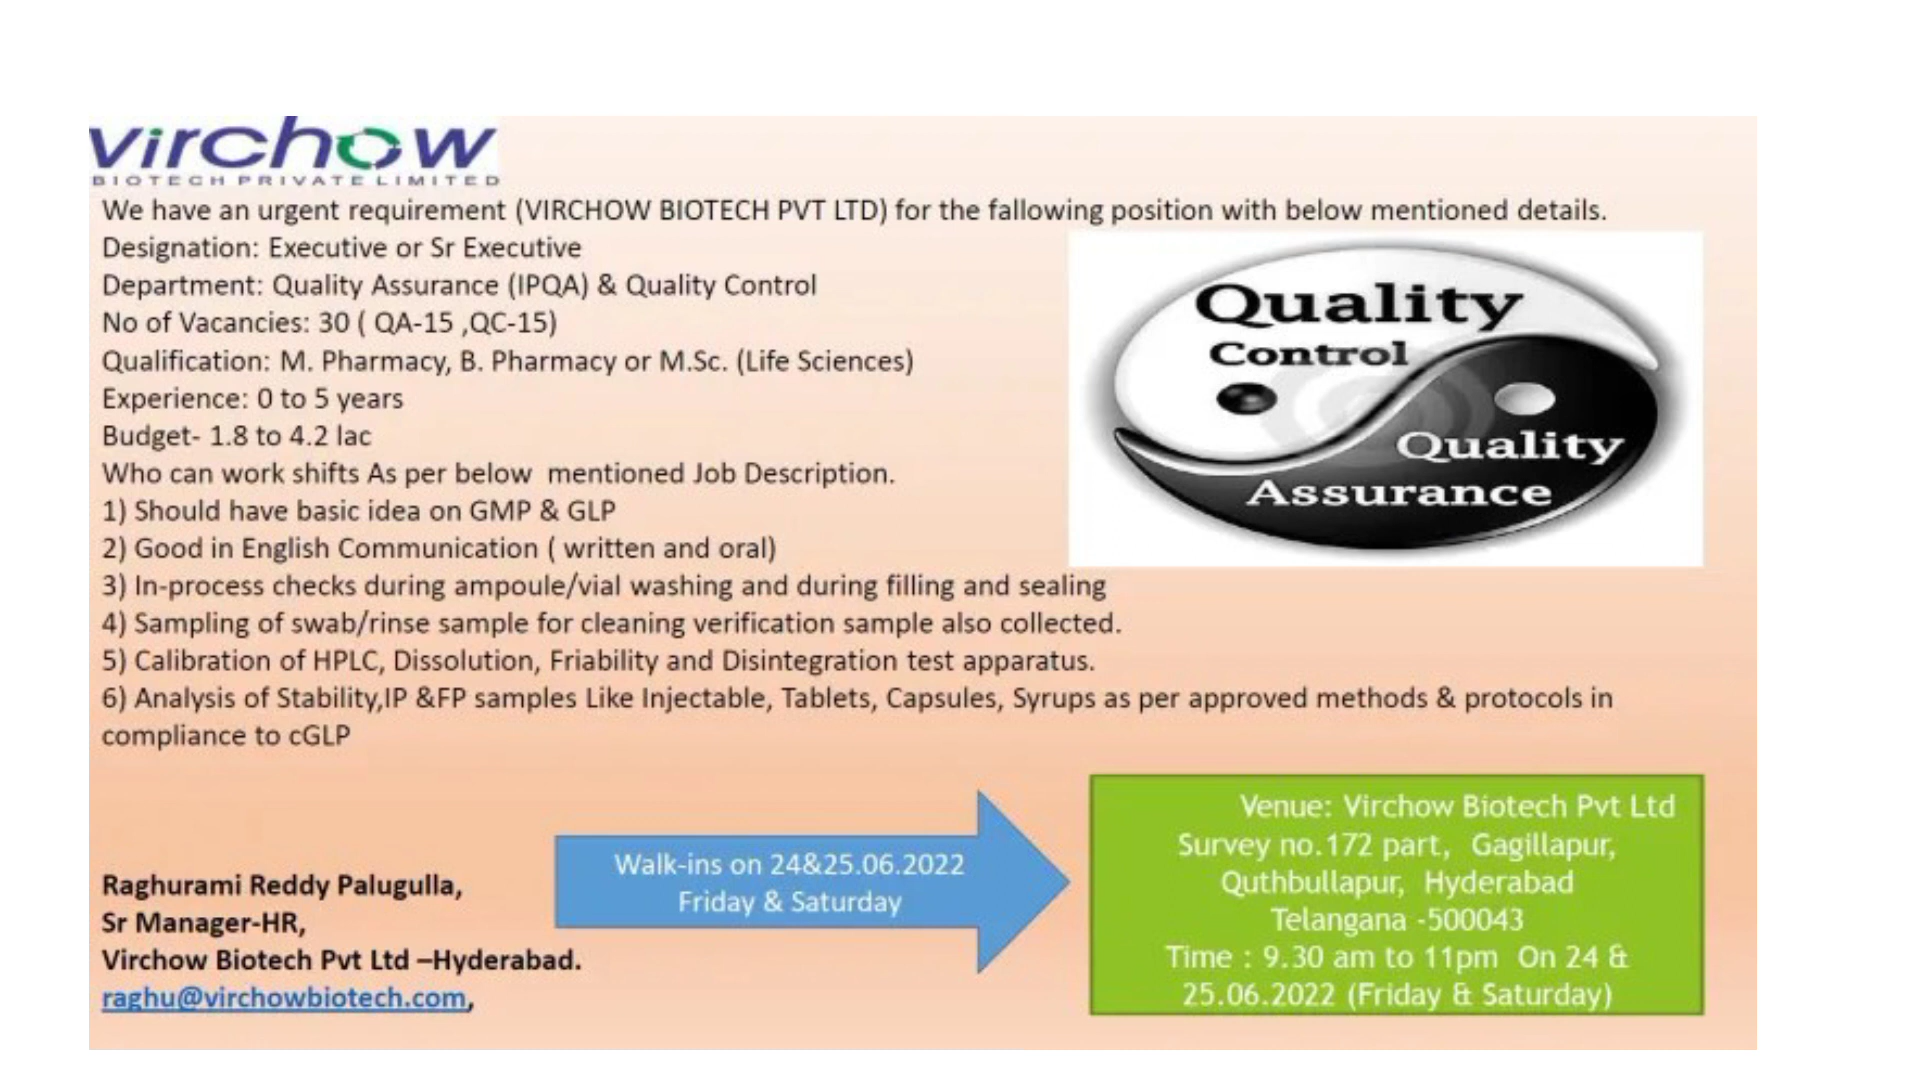 Virchow
BIOTECH PRIVATE LIMITED
We have an urgent requirement (VIRCHOW BIOTECH PVT LTD) for the fallowing position with below mentioned details.
Designation: Executive or Sr Executive
Department: Quality Assurance (IPQA) & Quality Control
No of Vacancies: 30 ( QA-15 ,QC-15)
Qualification: M. Pharmacy, B. Pharmacy or M.Sc. (Life Sciences)
Experience: 0 to 5 years
Budget- 1.8 to 4.2 lac
Who can work shifts As per below  mentioned Job Description.
1) Should have basic idea on GMP & GLP
2) Good in English Communication ( written and oral)
3) In-process checks during ampoule/vial washing and during filling and sealing
4) Sampling of swab/rinse sample for cleaning verification sample also collected.
5) Calibration of HPLC, Dissolution, Friability and Disintegration test apparatus.
6) Analysis of Stability,IP &FP samples Like Injectable, Tablets, Capsules, Syrups as per approved methods & protocols in
compliance to cGLP
Quality
Control
Quality
Assurance
Raghurami Reddy Palugulla,
Sr Manager-HR,
Virchow Biotech Pvt Ltd –Hyderabad.
raghu@virchowbiotech.com,
Walk-ins on 24&25.06.2022
Friday & Saturday
Venue: Virchow Biotech Pvt Ltd
Survey no.172 part,  Gagillapur,
Quthbullapur,  Hyderabad
Telangana -500043
Time : 9.30 am to 11pm  On 24 &
25.06.2022 (Friday & Saturday)